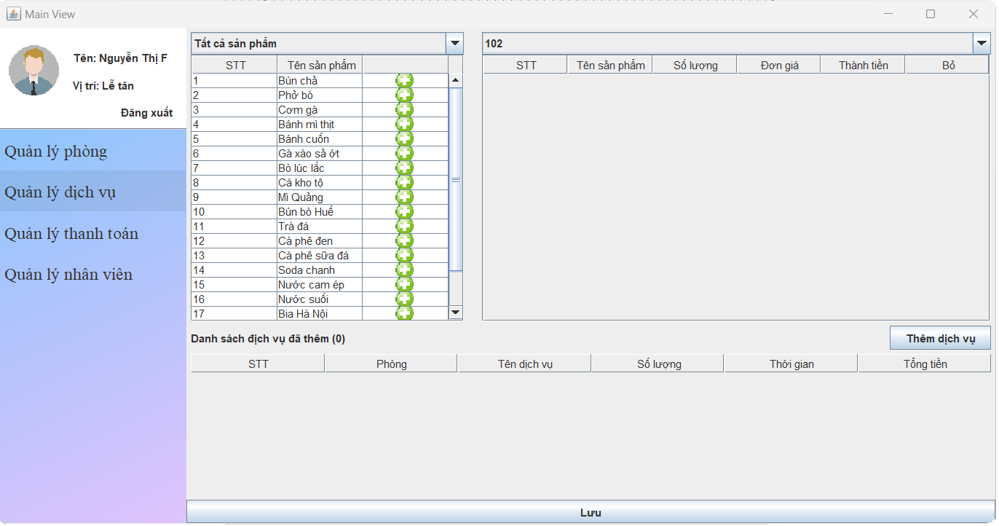 Main View
Tên: Nguyễn Thị F
Vị trí: Lễ tân
Đăng xuất
Quản lý phòng
Quản lý dịch vụ
Quản lý thanh toán
Quản lý nhân viên
Tất cả sản phẩm
STT Tên sản phẩm
1 Bún chả
2 Phở bò
3 Cơm gà
4 Bánh mì thịt
5 Bánh cuốn
6 Gà xào sả ớt
7 Bò lúc lắc
8 Cá kho tộ
9 Mì Quảng
10 Bún bò Huế
11 Trà đá
12 Cà phê đen
13 Cà phê sữa đá
14 Soda chanh
15 Nước cam ép
16 Nước suối
17 Bia Hà Nội
102
STT Tên sản phẩm Số lượng Đơn giá Thành tiền Bỏ
Danh sách địch vụ đã thêm (0)
Thêm dịch vụ
STT Phòng Tên dịch vụ Số lượng Thời gian Tổng tiền
Lưu